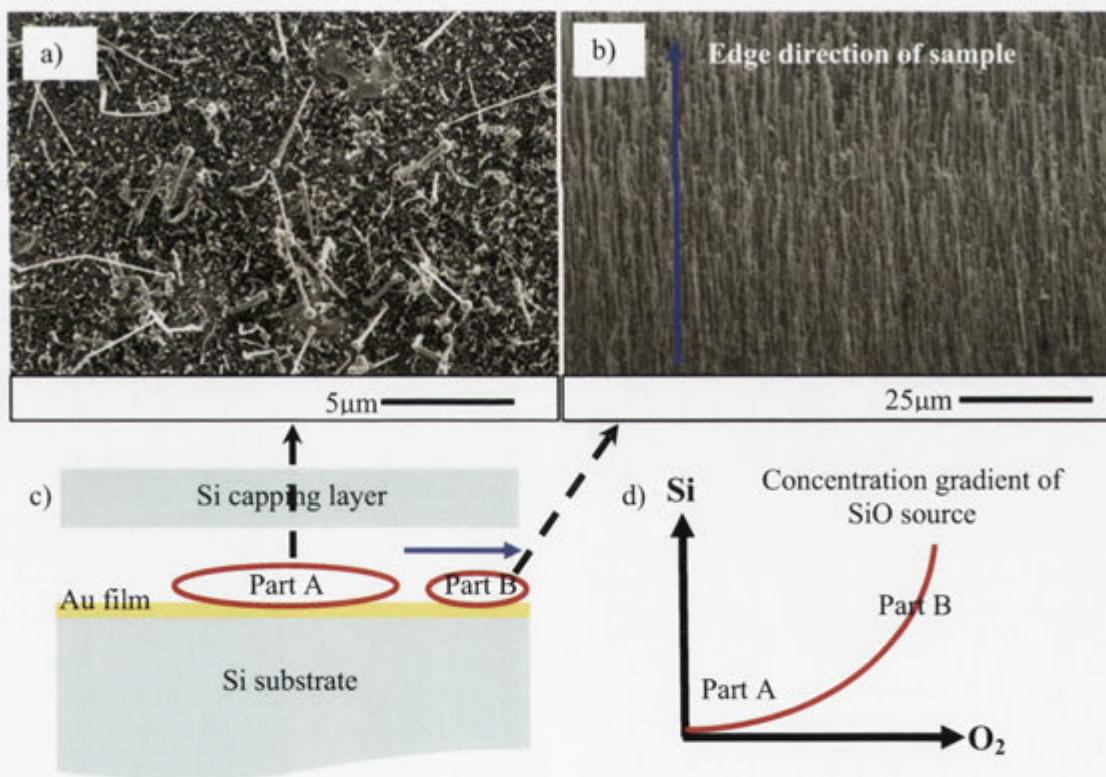 a)
b)
Edge direction of sample
5μm
25μm
c)
Si capping layer
Part A
Part B
Au film
Si substrate
d)
Si
Concentration gradient of
SiO source
Part B
Part A
O₂